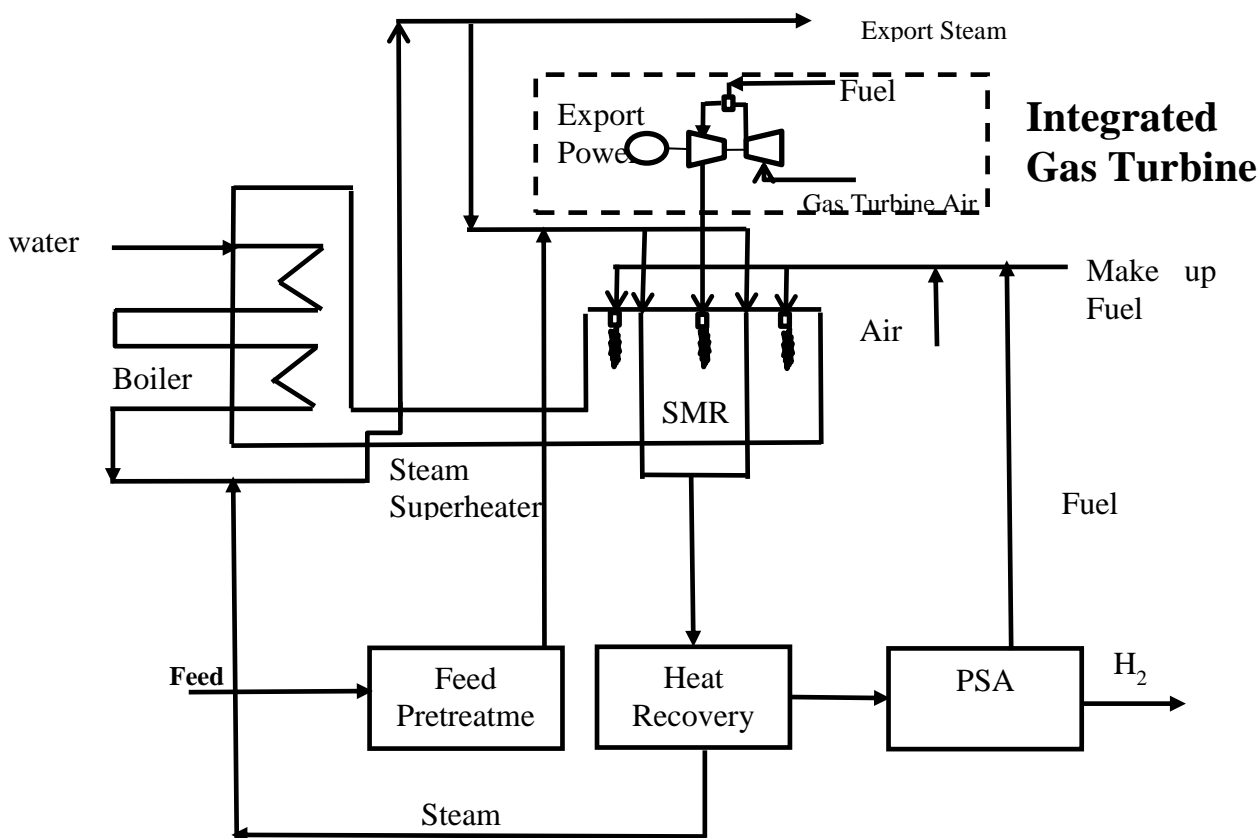 Export Steam
Fuel
Export
Power
Integrated
Gas Turbine
Gas Turbine Air
water
Make up
Fuel
Air
Boiler
SMR
Steam
Superheater
Fuel
Feed
Feed
Pretreatme
Heat
Recovery
PSA
H₂
Steam